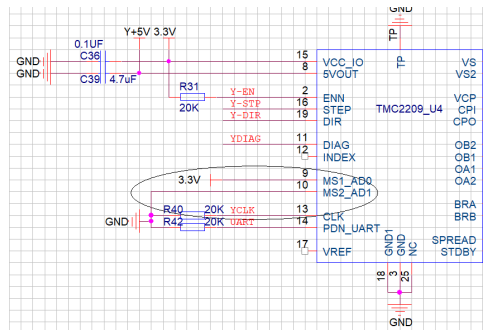 GND
Y+5V 3.3V
TP
0.1UF
C36
GND
GND
C39 4.7uF
15 VCC_IO
8 5VOUT
TP
VS
VS2
R31
20K
Y-EN 2 ENN
Y-STP 16 STEP
Y-DIR 19 DIR
TMC2209_U4
VCP
CPI
CPO
YDIAG 11 DIAG
12 INDEX
OB2
OB1
OA1
OA2
3.3V
9 MS1_AD0
10 MS2_AD1
BRA
BRB
GND
R40 20K YCLK 13 CLK
R42 20K UART 14 PDN_UART
17 VREF
SPREAD
STDBY
GND1
GND
NC
18 3 25
GND